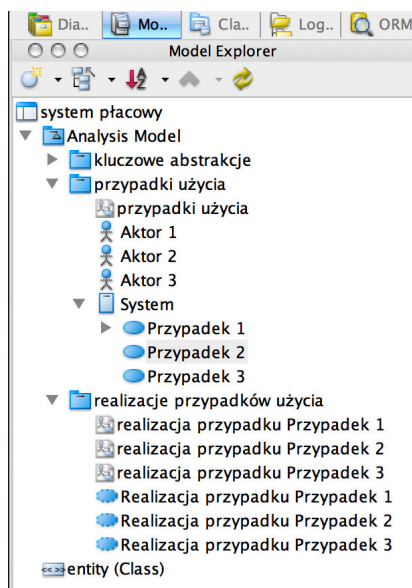 Dia.. Mo.. Cla.. Log.. ORM
Model Explorer
system płacowy
Analysis Model
kluczowe abstrakcje
przypadki użycia
przypadki użycia
Aktor 1
Aktor 2
Aktor 3
System
Przypadek 1
Przypadek 2
Przypadek 3
realizacje przypadków użycia
realizacja przypadku Przypadek 1
realizacja przypadku Przypadek 2
realizacja przypadku Przypadek 3
Realizacja przypadku Przypadek 1
Realizacja przypadku Przypadek 2
Realizacja przypadku Przypadek 3
entity (Class)